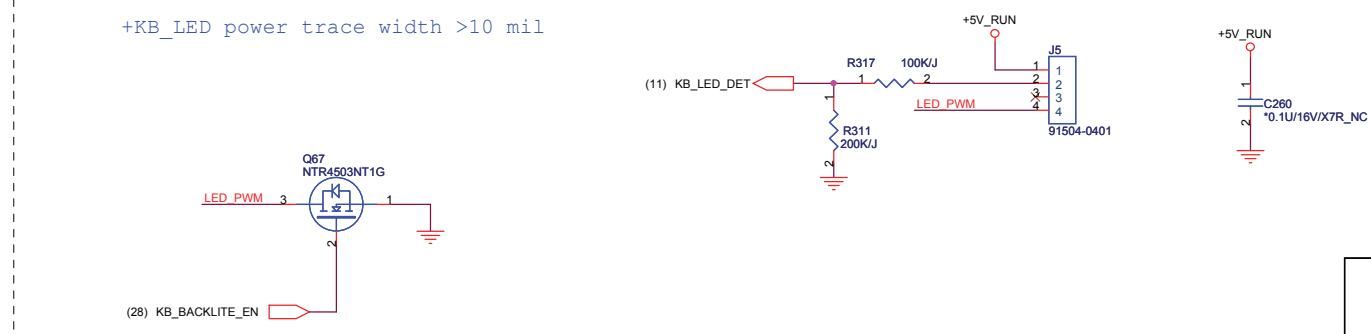 +KB_LED power trace width >10 mil
+5V_RUN
+5V_RUN
J5
R317 100K/J
1
1
(11) KB_LED_DET
1
2
2
2
3
3
LED_PWM
4
4
1
R311
200K/J
2
91504-0401
1
C260
*0.1U/16V/X7R_NC
2
Q67
NTR4503NT1G
LED_PWM
3
1
2
(28) KB_BACKLITE_EN